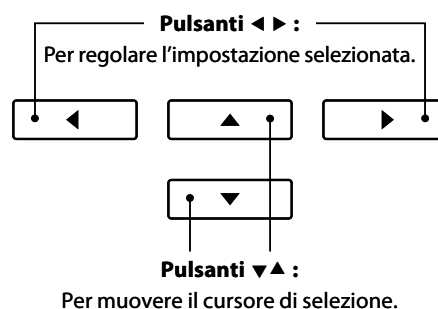 Pulsanti ◀ ▶ :
Per regolare l'impostazione selezionata.
Pulsanti ▼▲ :
Per muovere il cursore di selezione.